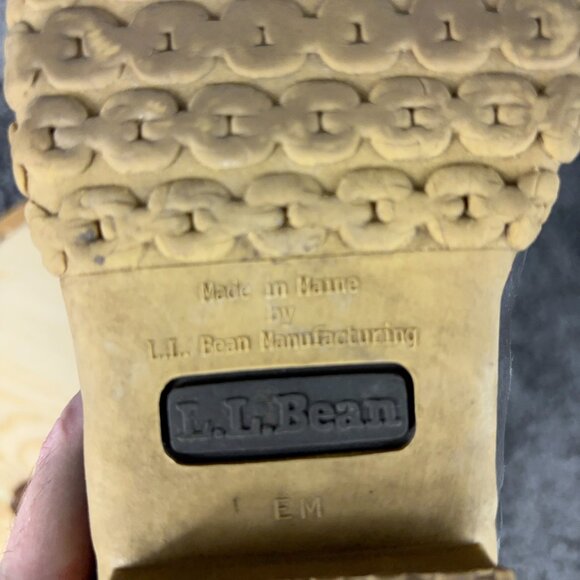 Made in Maine
by
L.L. Bean Manufacturing
L.L.Bean
EM